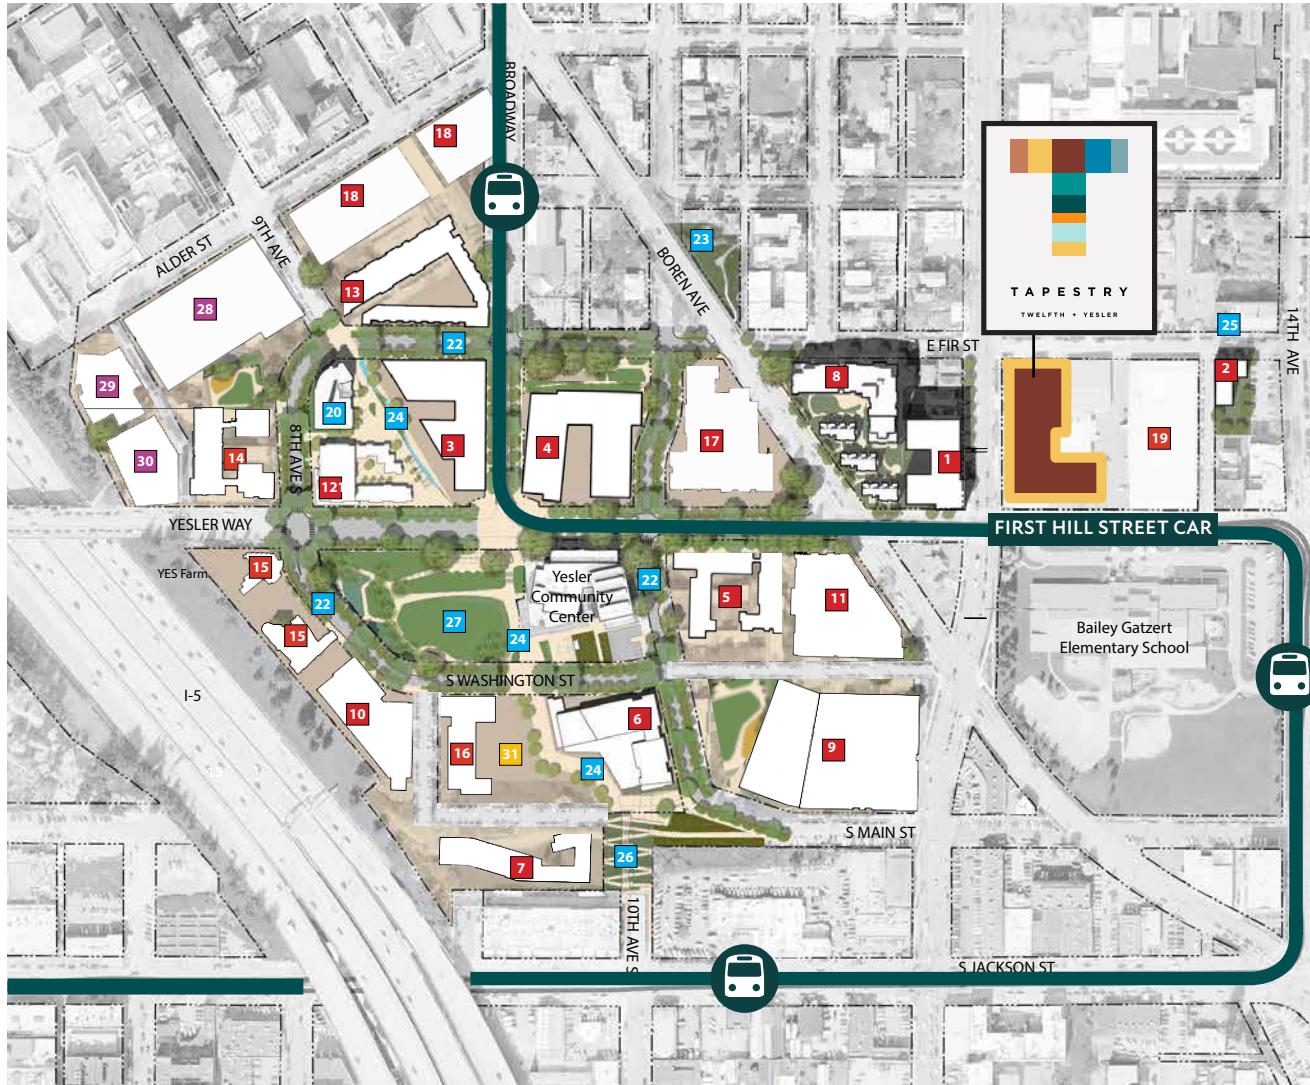 BROADWAY
18
18
9TH AVE
ALDER ST
23
BOREN AVE
TAPESTRY
TWELFTH + YESLER
13
28
22
E FIR ST
25
14TH AVE
29
20
24
8
2
3
4
17
19
14
30
8TH AVE S
121
1
YESLER WAY
FIRST HILL STREET CAR
YES Farm
15
22
Yesler
Community
Center
22
5
11
27
24
15
Bailey Gatzert
Elementary School
S WASHINGTON ST
I-5
10
6
16
31
24
9
15
S MAIN ST
7
26
10TH AVE S
S JACKSON ST